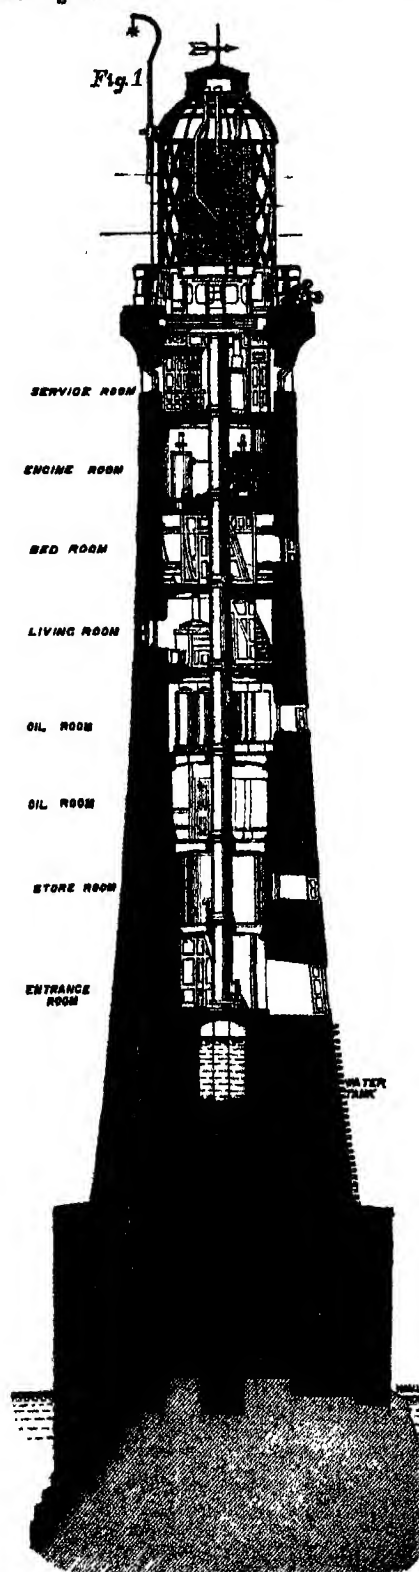 Fig. 1
SERVICE ROOM
ENGINE ROOM
BED ROOM
LIVING ROOM
OIL ROOM
OIL ROOM
STORE ROOM
ENTRANCE
ROOM
WATER
TANK